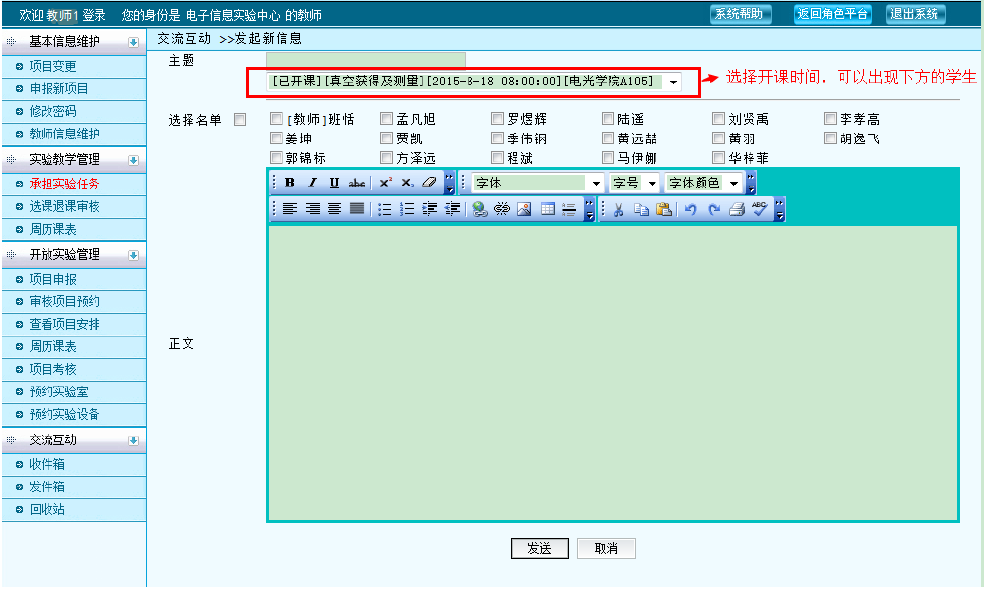 欢迎 教师1 登录 您的身份是 电子信息实验中心 的教师 系统帮助 返回角色平台 退出系统
基本信息维护
项目变更
申报新项目
修改密码
教师信息维护
实验教学管理
承担实验任务
选课退课审核
周历课表
开放实验管理
项目申报
审核项目预约
查看项目安排
周历课表
项目考核
预约实验室
预约实验设备
交流互动
收件箱
发件箱
回收站
交流互动 >>发起新信息
主题
[已开课][真空获得及测量][2015-8-18 08:00:00][电光学院A105]
选择开课时间．可以出现下方的学生
选择名单 [教师]班恬 孟凡旭 罗煜辉 陆遥 刘贤禹 李孝高
姜坤 贾凯 季伟钢 黄远喆 黄羽 胡逸飞
郭锦标 方泽远 程斌 马伊娜 华梓菲
B I U abc x² x₂ 字体 字号 字体颜色
ABC
正文
发送 取消